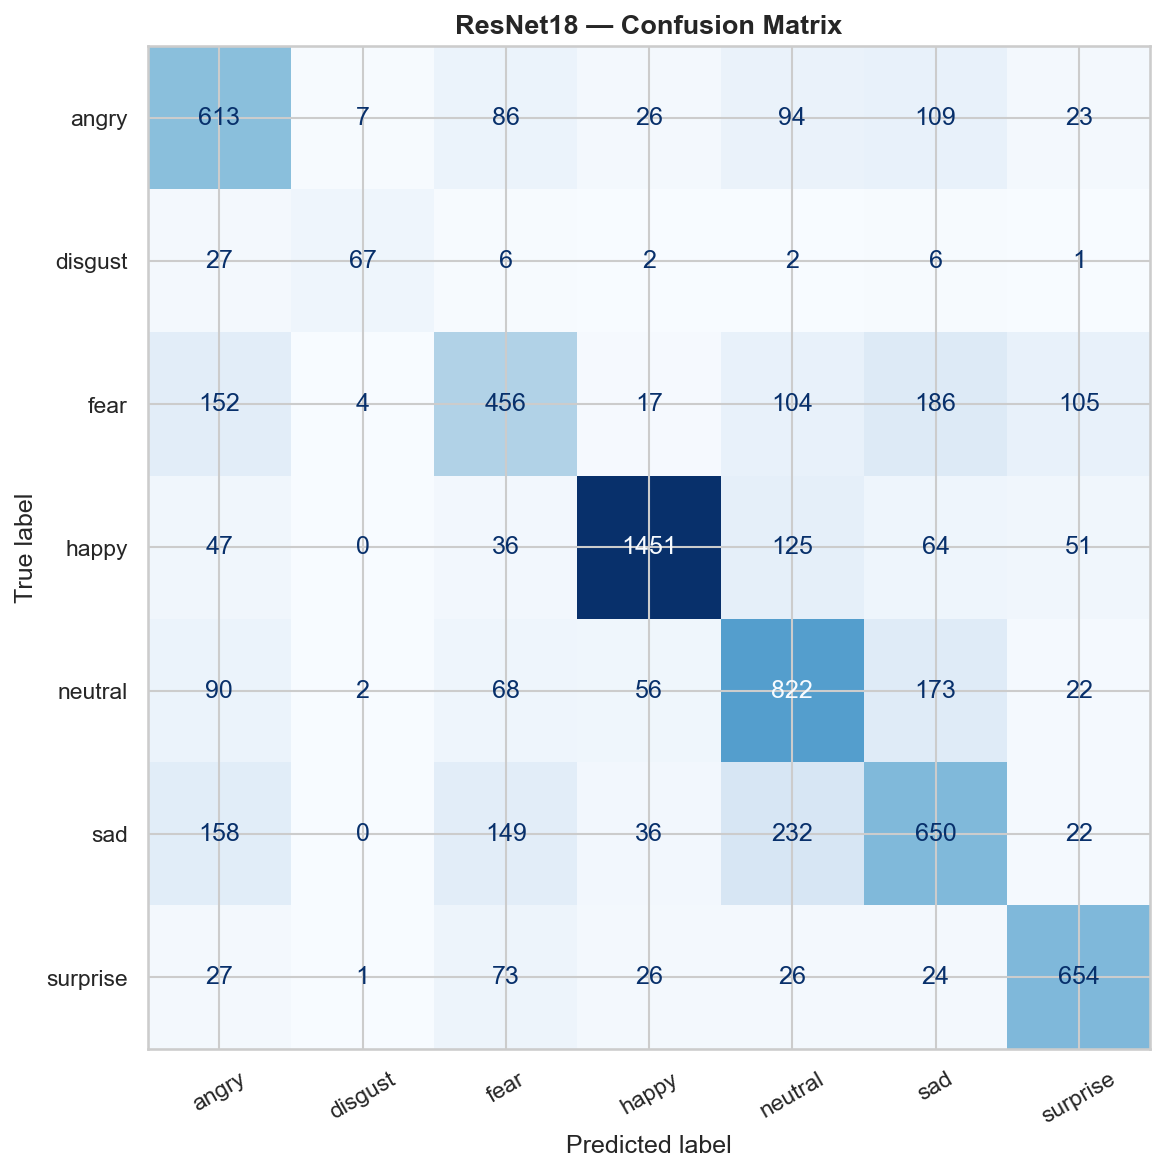 ResNet18 — Confusion Matrix
True label
angry 613 7 86 26 94 109 23
disgust 27 67 6 2 2 6 1
fear 152 4 456 17 104 186 105
happy 47 0 36 1451 125 64 51
neutral 90 2 68 56 822 173 22
sad 158 0 149 36 232 650 22
surprise 27 1 73 26 26 24 654
angry disgust fear happy neutral sad surprise
Predicted label